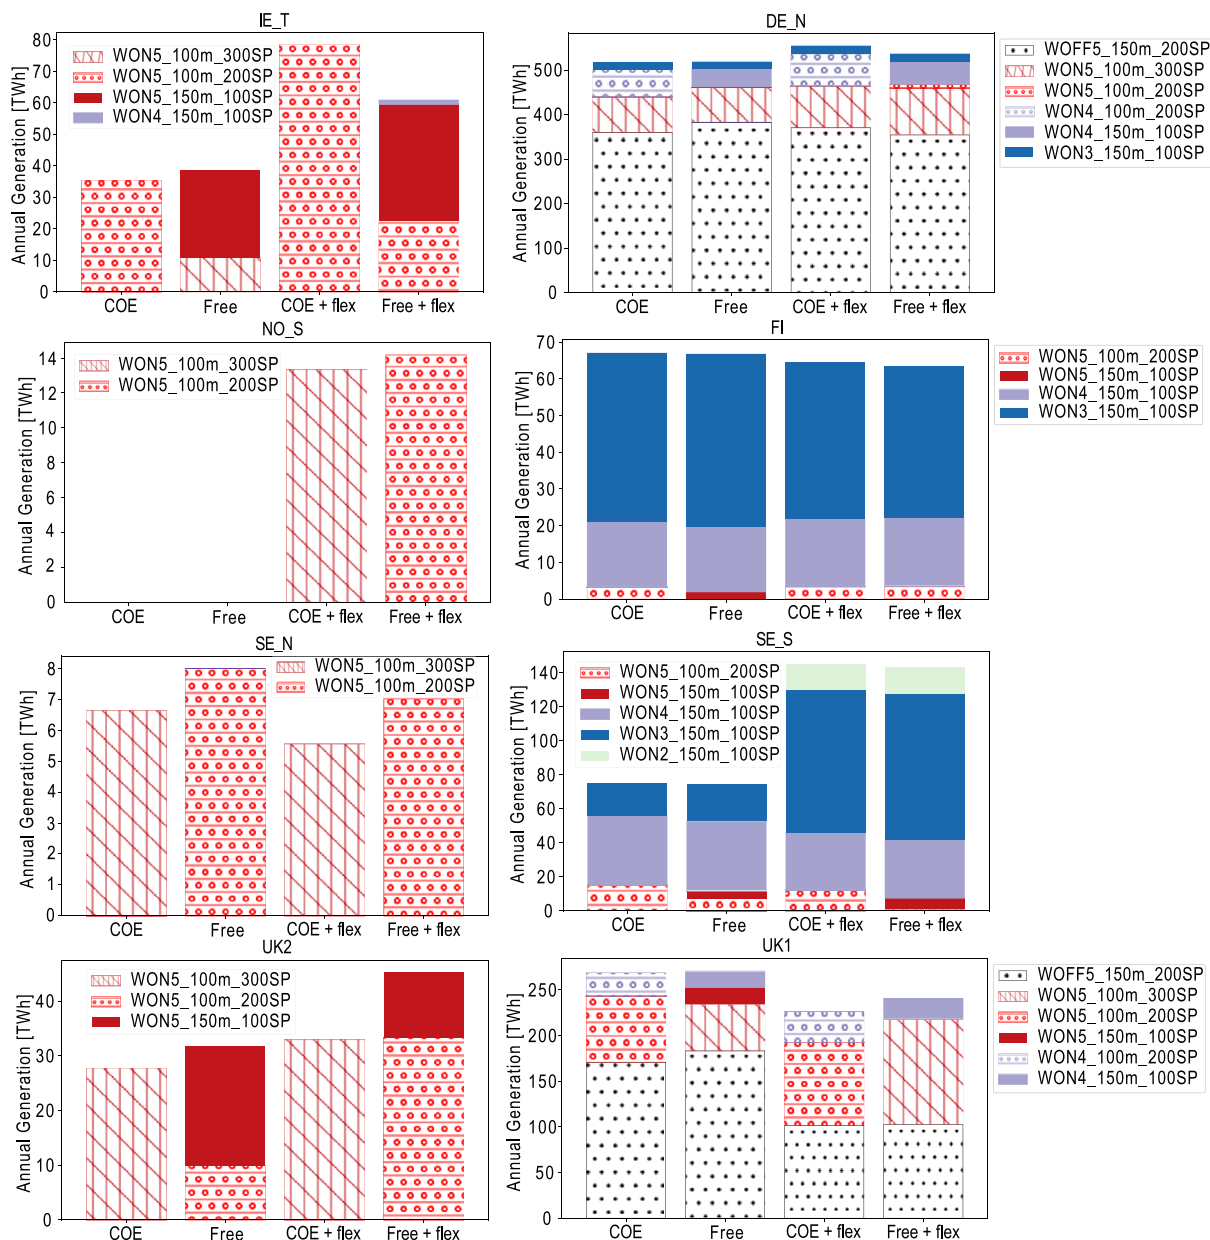 IE_T
Annual Generation [TWh]
80
70
60
50
40
30
20
10
0
WON5_100m_300SP
WON5_100m_200SP
WON5_150m_100SP
WON4_150m_100SP
COE
Free
COE + flex
Free + flex
DE_N
Annual Generation [TWh]
500
400
300
200
100
0
COE
Free
COE + flex
Free + flex
WOFF5_150m_200SP
WON5_100m_300SP
WON5_100m_200SP
WON4_100m_200SP
WON4_150m_100SP
WON3_150m_100SP
NO_S
Annual Generation [TWh]
14
12
10
8
6
4
2
0
WON5_100m_300SP
WON5_100m_200SP
COE
Free
COE + flex
Free + flex
FI
Annual Generation [TWh]
70
60
50
40
30
20
10
0
COE
Free
COE + flex
Free + flex
WON5_100m_200SP
WON5_150m_100SP
WON4_150m_100SP
WON3_150m_100SP
SE_N
Annual Generation [TWh]
8
7
6
5
4
3
2
1
0
WON5_100m_300SP
WON5_100m_200SP
COE
Free
COE + flex
Free + flex
SE_S
Annual Generation [TWh]
140
120
100
80
60
40
20
0
WON5_100m_200SP
WON5_150m_100SP
WON4_150m_100SP
WON3_150m_100SP
WON2_150m_100SP
COE
Free
COE + flex
Free + flex
UK2
Annual Generation [TWh]
40
30
20
10
0
WON5_100m_300SP
WON5_100m_200SP
WON5_150m_100SP
COE
Free
COE + flex
Free + flex
UK1
Annual Generation [TWh]
250
200
150
100
50
0
COE
Free
COE + flex
Free + flex
WOFF5_150m_200SP
WON5_100m_300SP
WON5_100m_200SP
WON5_150m_100SP
WON4_100m_200SP
WON4_150m_100SP